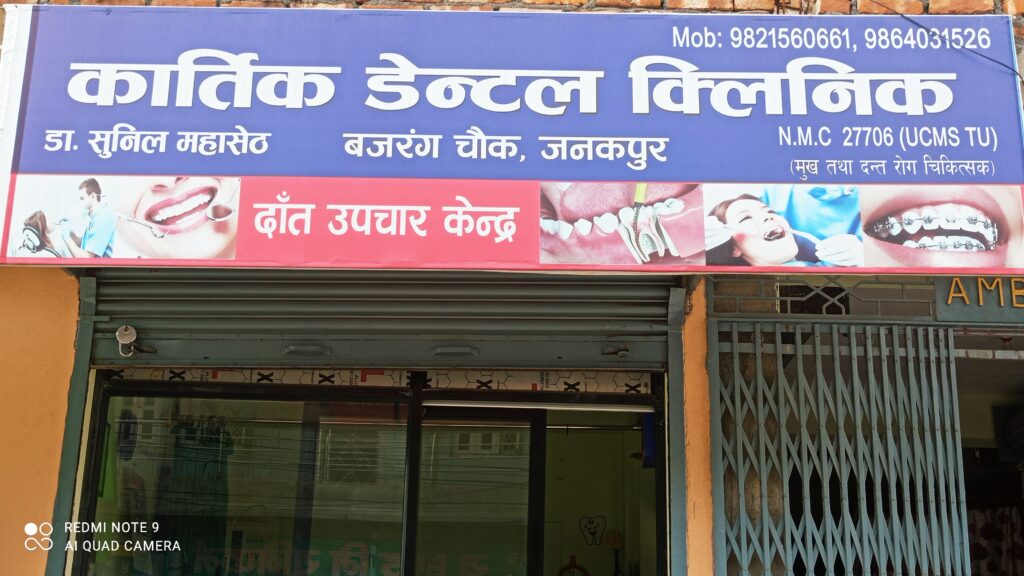 Mob: 9821560661, 9864031526
कार्तिक डेन्टल क्लिनिक
डा. सुनिल महासेठ
बजरंग चौक, जनकपुर
N.M.C 27706 (UCMS TU)
(मुख तथा दन्त रोग चिकित्सक)
दाँत उपचार केन्द्र
AMB
REDMI NOTE 9
AI QUAD CAMERA